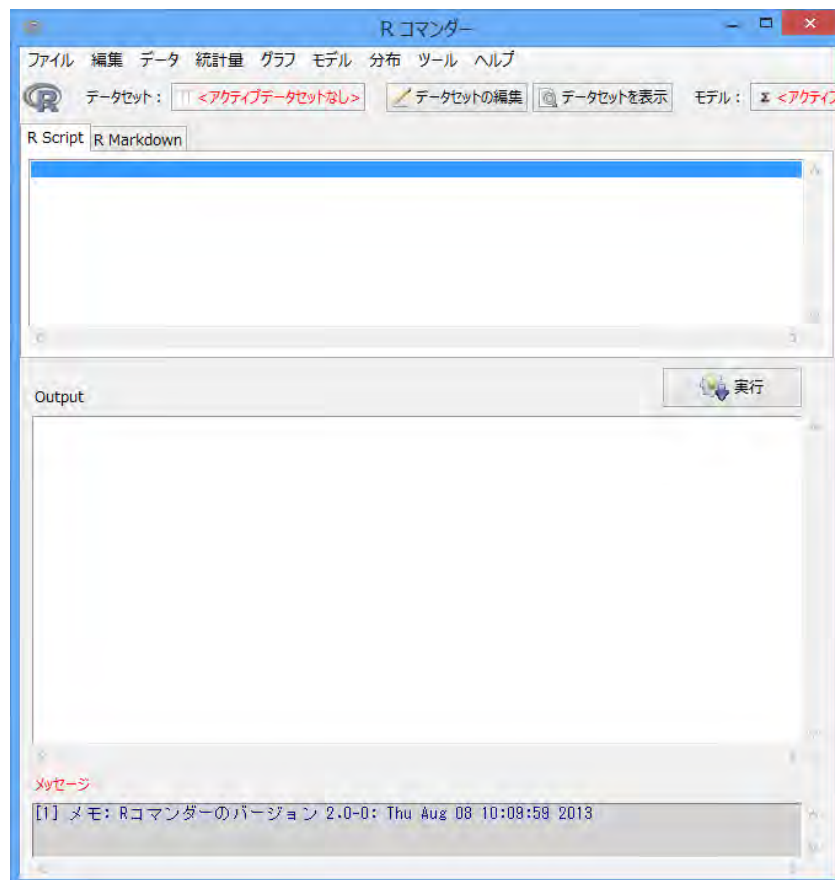 R コマンダー
ファイル 編集 データ 統計量 グラフ モデル 分布 ツール ヘルプ
データセット： <アクティブデータセットなし> データセットの編集 データセットを表示 モデル： Σ <アクティブ
R Script R Markdown
実行
Output
メッセージ
[1] メモ: Rコマンダーのバージョン 2.0-0: Thu Aug 08 10:09:59 2013